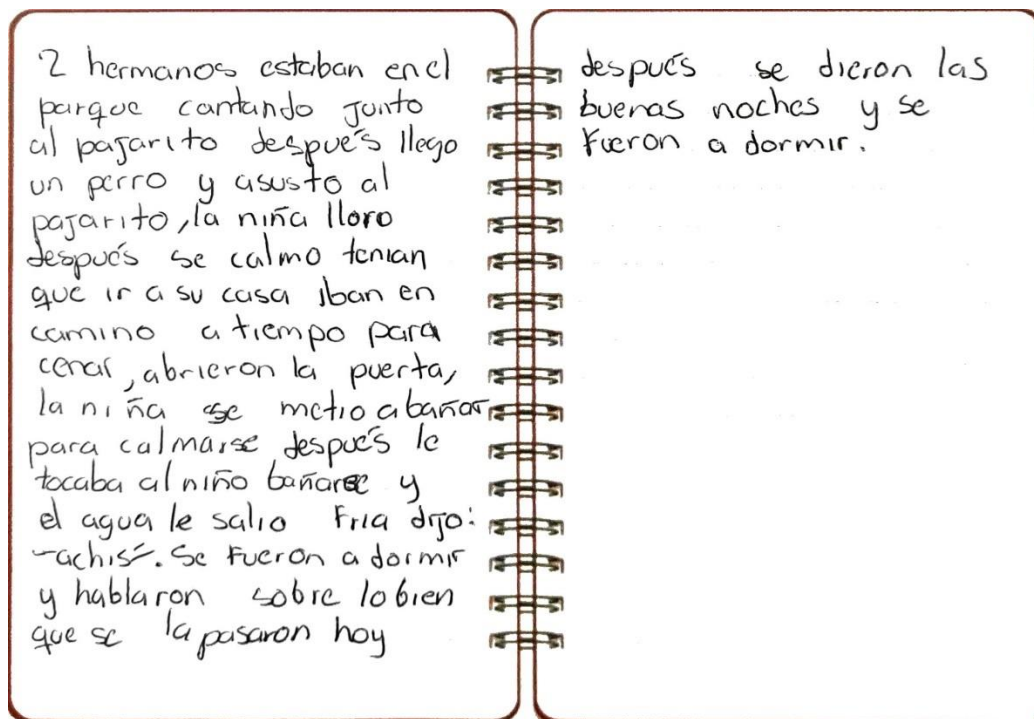 2 hermanos estaban en el
parque cantando junto
al pajarito después llego
un perro y asusto al
pajarito, la niña lloro
después se calmo tenian
que ir a su casa iban en
camino a tiempo para
cenar, abrieron la puerta,
la niña se metio a bañar
para calmarse después le
tocaba al niño bañarse y
el agua le salio fria dijo:
-achis-. Se fueron a dormir
y hablaron sobre lo bien
que se la pasaron hoy
después se dieron las
buenas noches y se
fueron a dormir.